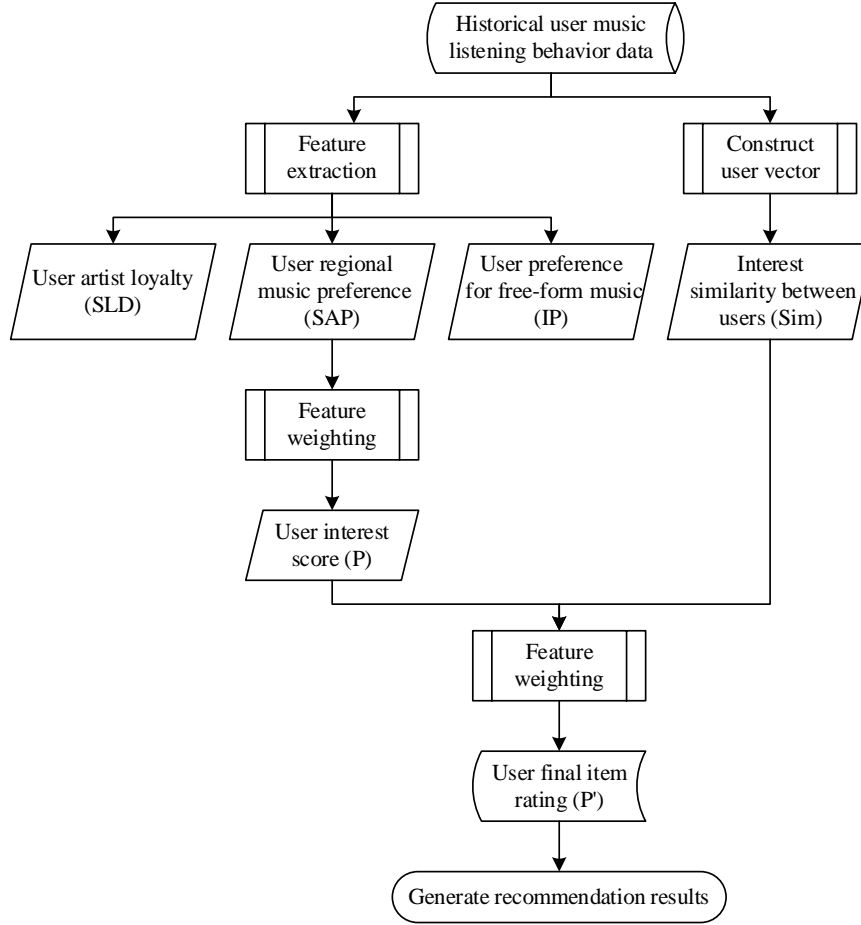 Historical user music
listening behavior data
Feature
extraction
Construct
user vector
User artist loyalty
(SLD)
User regional
music preference
(SAP)
User preference
for free-form music
(IP)
Interest
similarity between
users (Sim)
Feature
weighting
User interest
score (P)
Feature
weighting
User final item
rating (P')
Generate recommendation results